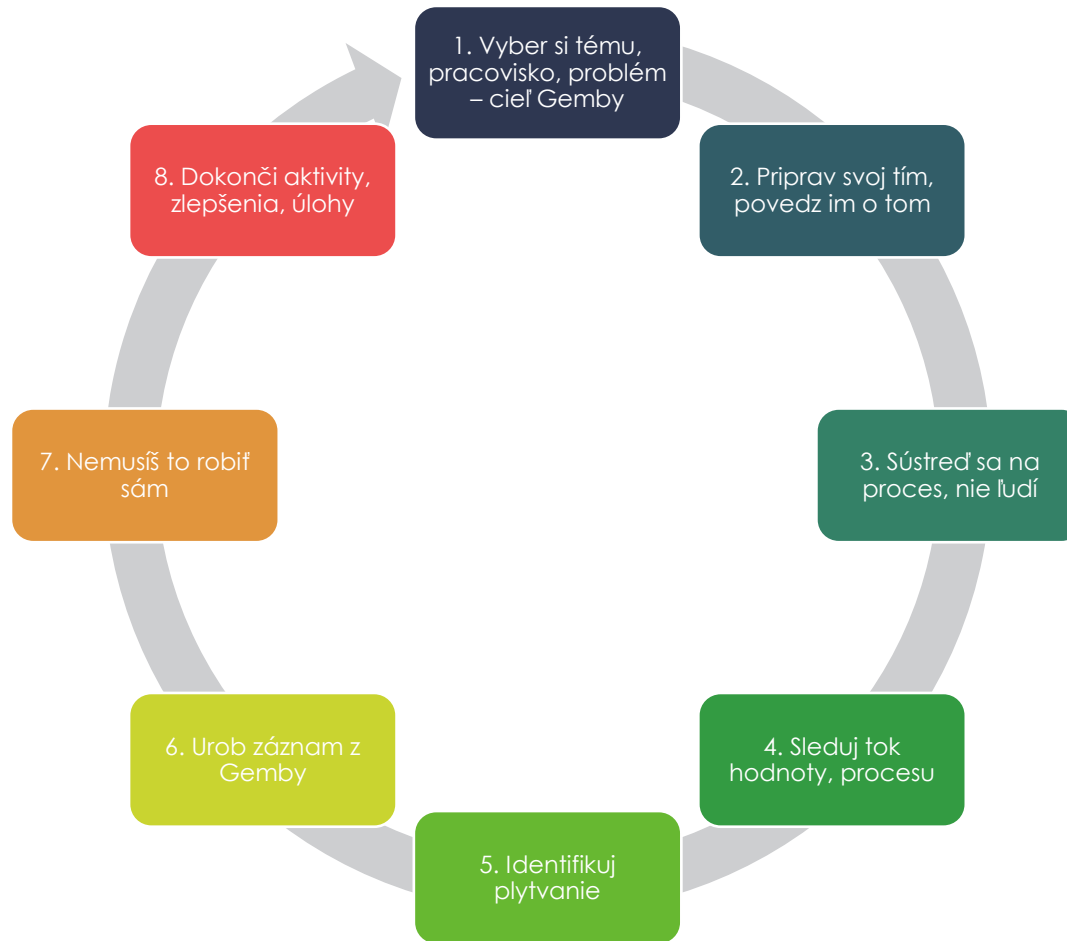 1. Vyber si tému,
pracovisko, problém
– cieľ Gemby
2. Priprav svoj tím,
povedz im o tom
3. Sústreď sa na
proces, nie ľudí
4. Sleduj tok
hodnoty, procesu
5. Identifikuj
plytvanie
6. Urob záznam z
Gemby
7. Nemusíš to robiť
sám
8. Dokonči aktivity,
zlepšenia, úlohy